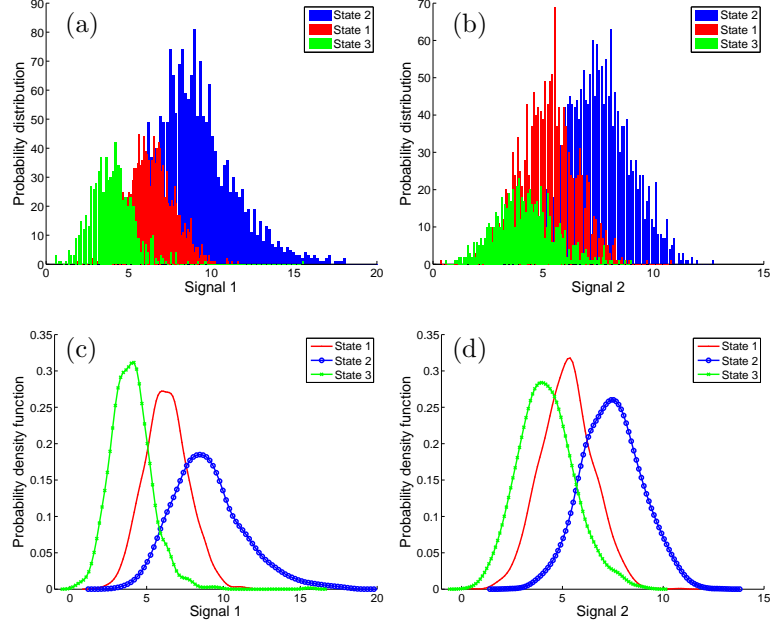 (a)
State 2
State 1
State 3
Probability distribution
90
80
70
60
50
40
30
20
10
0
0 5 10 15 20
Signal 1
(b)
State 2
State 1
State 3
Probability distribution
70
60
50
40
30
20
10
0
0 5 10 15
Signal 2
(c)
State 1
State 2
State 3
Probability density function
0.35
0.3
0.25
0.2
0.15
0.1
0.05
0
0 5 10 15 20
Signal 1
(d)
State 1
State 2
State 3
Probability density function
0.35
0.3
0.25
0.2
0.15
0.1
0.05
0
0 5 10 15
Signal 2